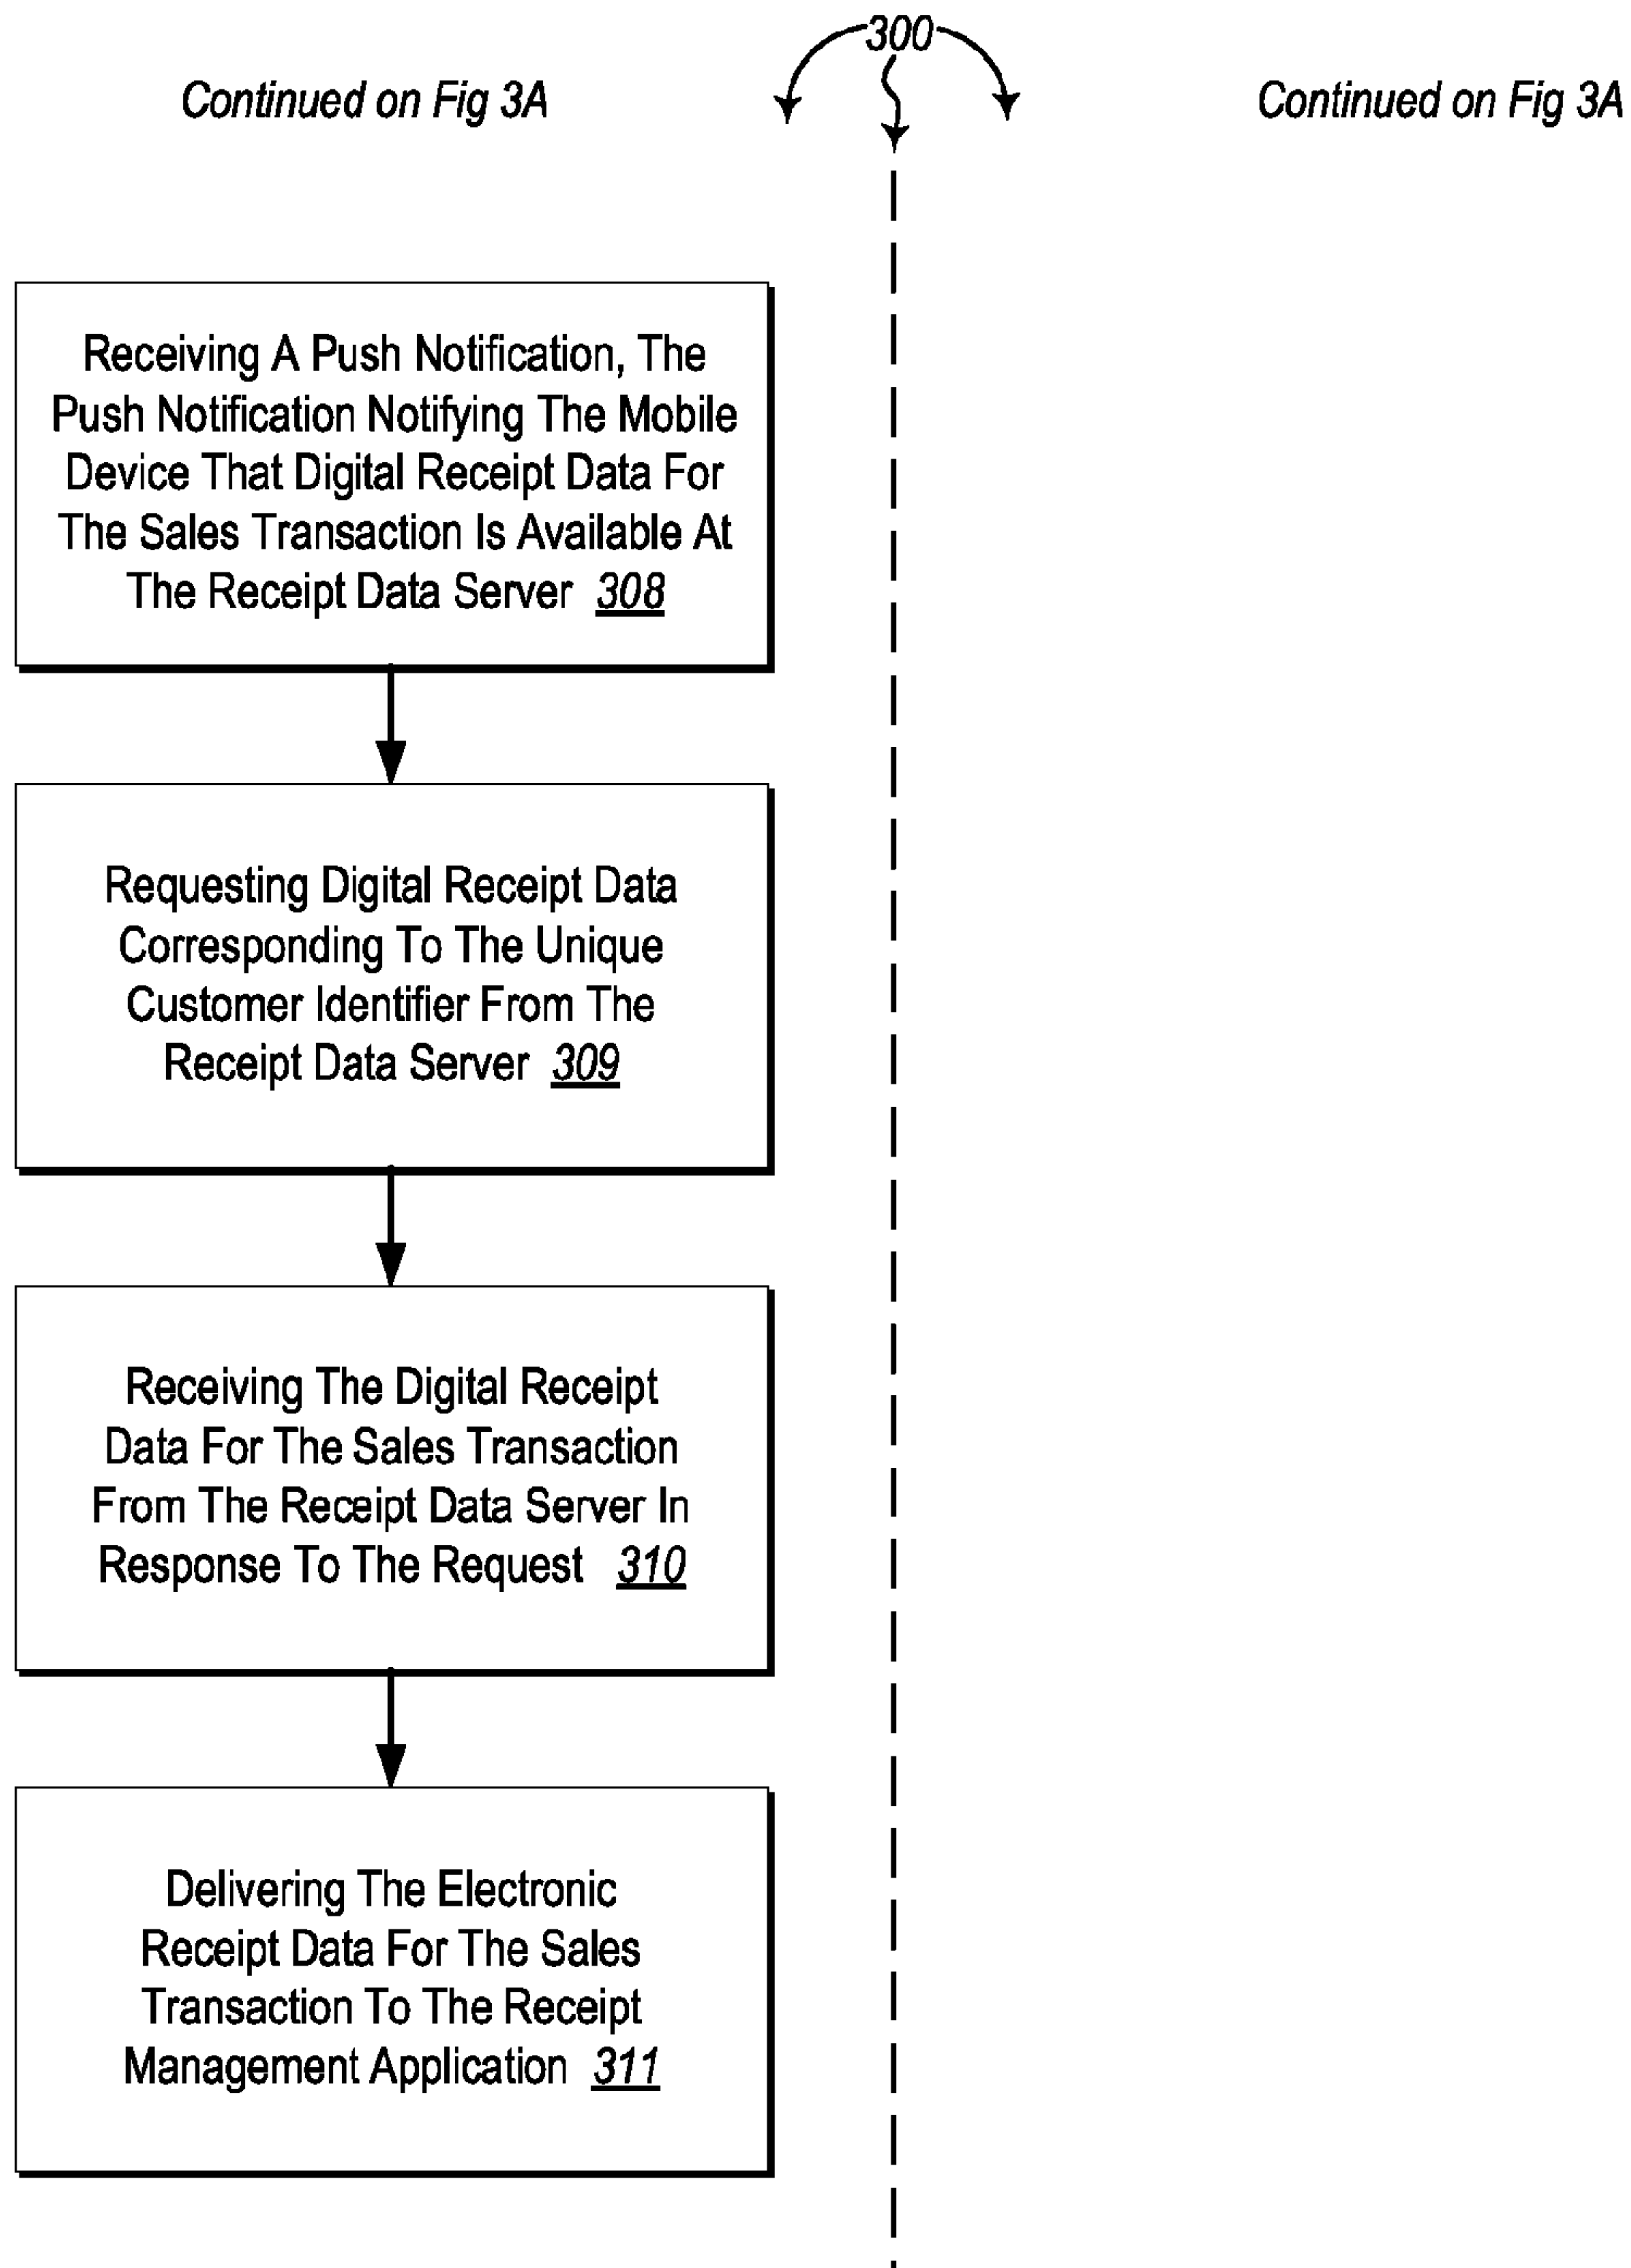 300
Continued on Fig 3A
Continued on Fig 3A
Receiving A Push Notification, The
Push Notification Notifying The Mobile
Device That Digital Receipt Data For
The Sales Transaction Is Available At
The Receipt Data Server 308
Requesting Digital Receipt Data
Corresponding To The Unique
Customer Identifier From The
Receipt Data Server 309
Receiving The Digital Receipt
Data For The Sales Transaction
From The Receipt Data Server In
Response To The Request 310
Delivering The Electronic
Receipt Data For The Sales
Transaction To The Receipt
Management Application 311